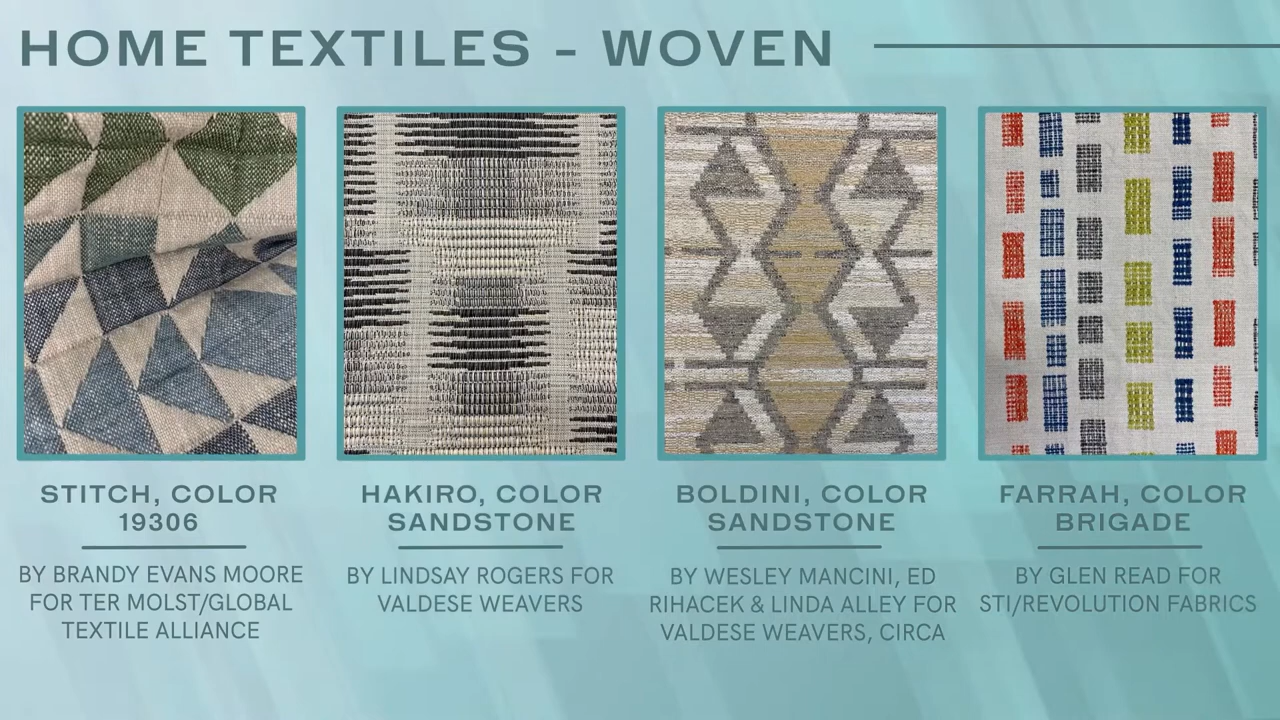 HOME TEXTILES - WOVEN
STITCH, COLOR
19306
BY BRANDY EVANS MOORE
FOR TER MOLST/GLOBAL
TEXTILE ALLIANCE
HAKIRO, COLOR
SANDSTONE
BY LINDSAY ROGERS FOR
VALDESE WEAVERS
BOLDINI, COLOR
SANDSTONE
BY WESLEY MANCINI, ED
RIHACEK & LINDA ALLEY FOR
VALDESE WEAVERS, CIRCA
FARRAH, COLOR
BRIGADE
BY GLEN READ FOR
STI/REVOLUTION FABRICS